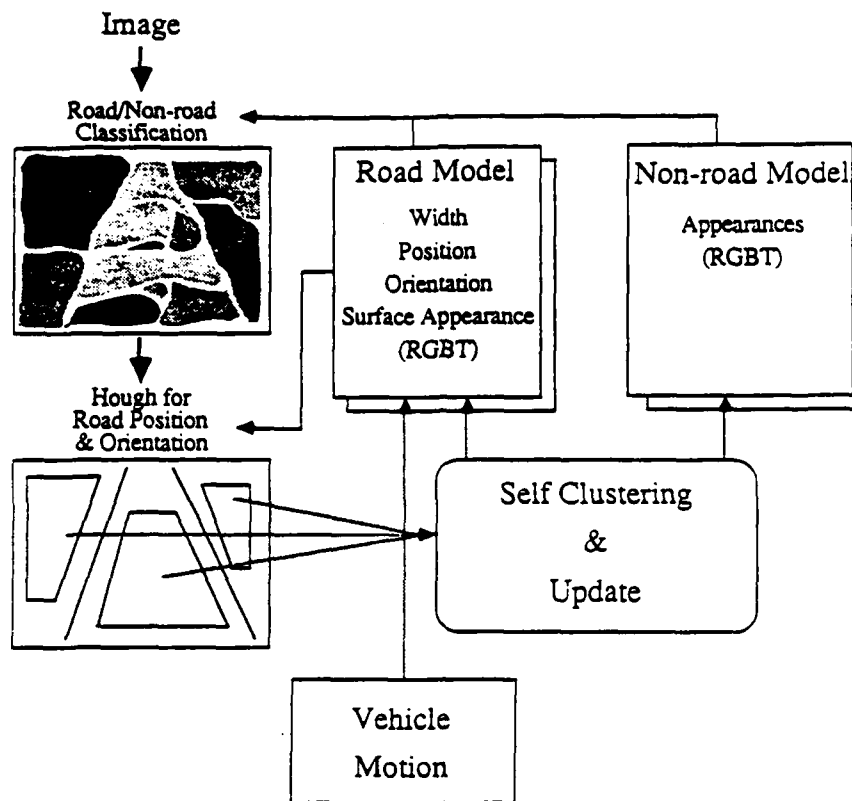 Image
Road/Non-road
Classification
Road Model
Width
Position
Orientation
Surface Appearance
(RGBT)
Non-road Model
Appearances
(RGBT)
Hough for
Road Position
& Orientation
Self Clustering
&
Update
Vehicle
Motion